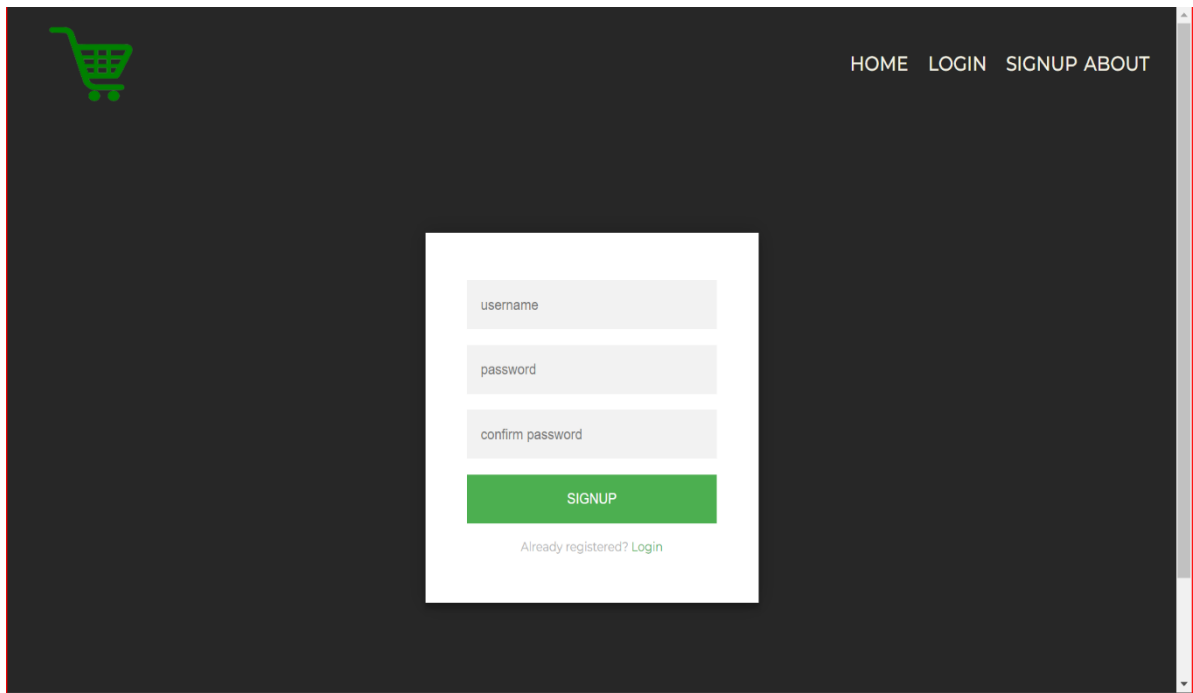 HOME LOGIN SIGNUP ABOUT
username
password
confirm password
SIGNUP
Already registered? Login